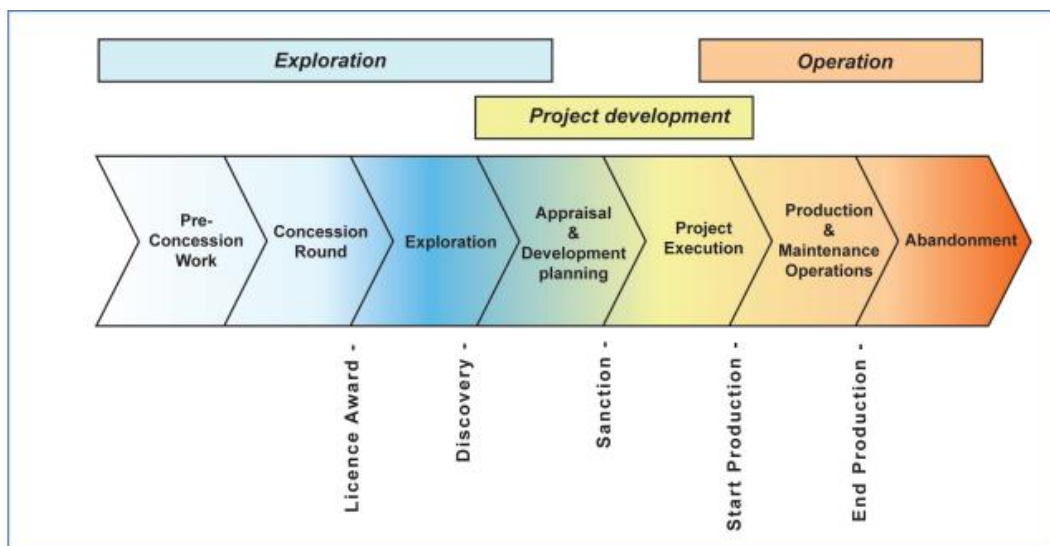 Exploration
Operation
Project development
Pre-
Concession
Work
Concession
Round
Exploration
Appraisal
&
Development
planning
Project
Execution
Production
&
Maintenance
Operations
Abandonment
Licence Award -
Discovery -
Sanction -
Start Production -
End Production -